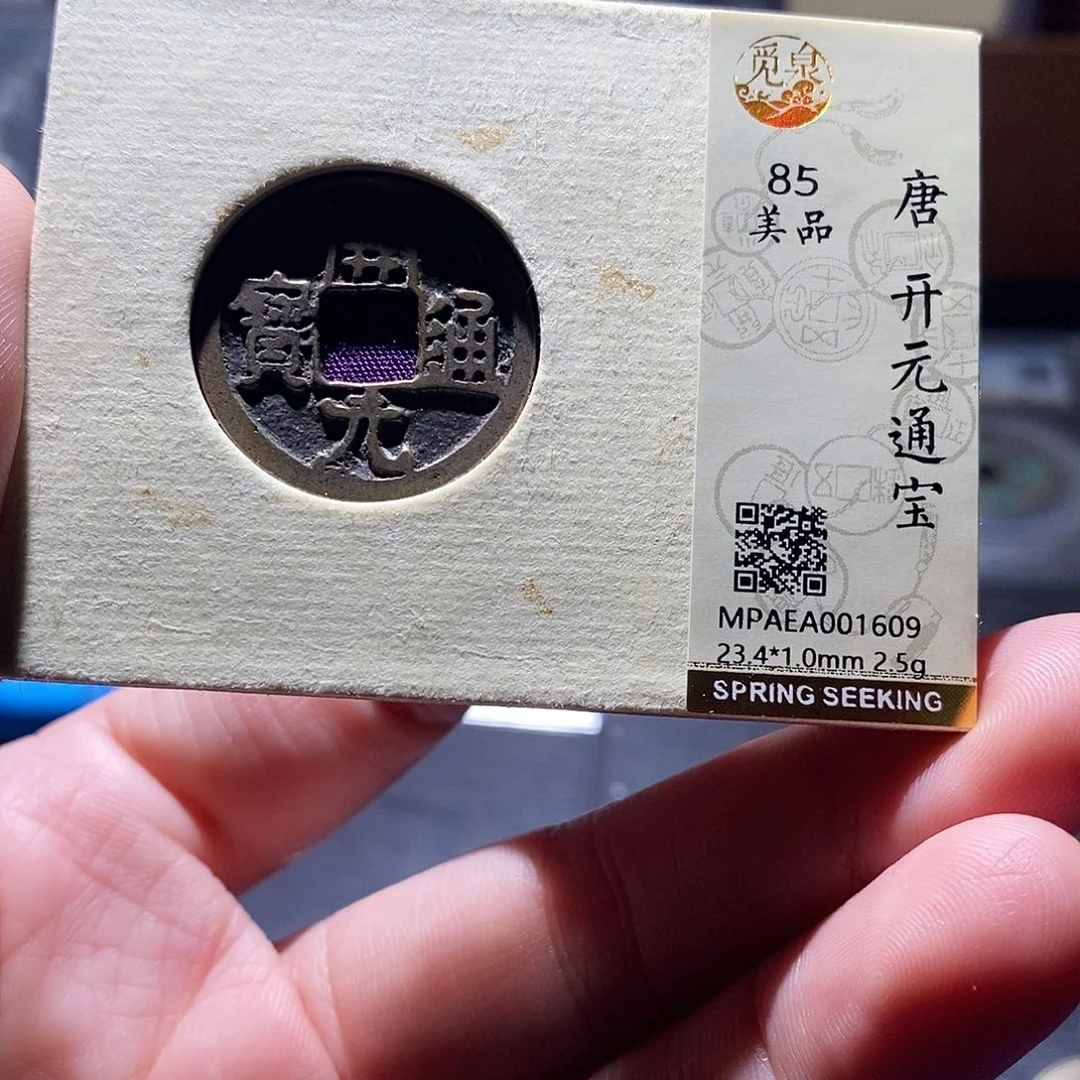 開元通寶
觅泉
85
美品
唐 开元通宝
MPAEA001609
23.4*1.0mm 2.5g
SPRING SEEKING